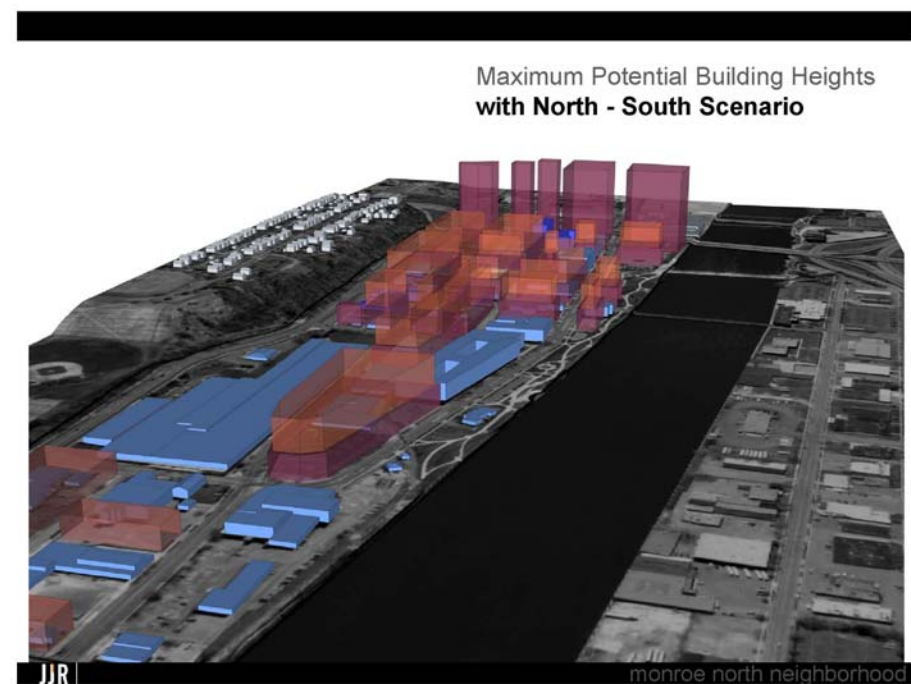 Maximum Potential Building Heights
with North - South Scenario
JJR
monroe north neighborhood